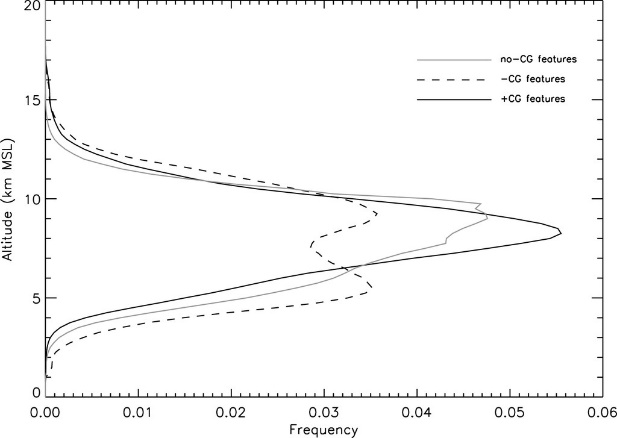 20
no-CG features
-CG features
+CG features
15
Altitude (km MSL)
10
5
0
0.00 0.01 0.02 0.03 0.04 0.05 0.06
Frequency